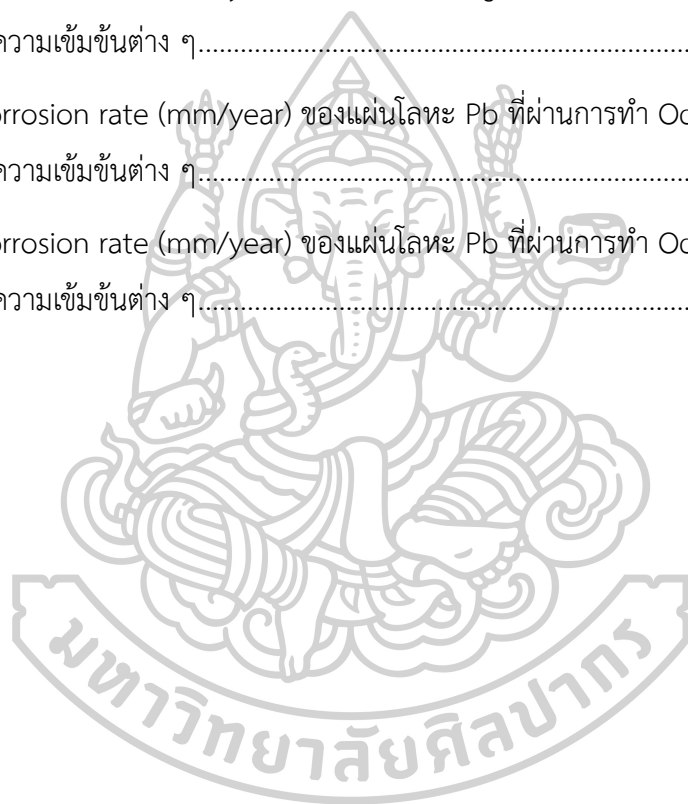 ความเข้มข้นต่าง ๆ............................................................................
orrosion rate (mm/year) ของแผ่นโลหะ Pb ที่ผ่านการทำ
ความเข้มข้นต่าง ๆ............................................................................
orrosion rate (mm/year) ของแผ่นโลหะ Pb ที่ผ่านการทำ
ความเข้มข้นต่าง ๆ............................................................................
มหาวิทยาลัยศิลปากร